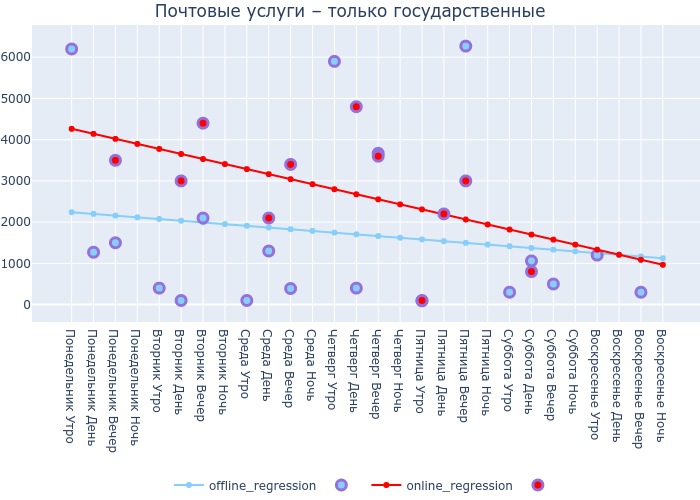 Почтовые услуги – только государственные
6000
5000
4000
3000
2000
1000
0
Понедельник Утро
Понедельник День
Понедельник Вечер
Понедельник Ночь
Вторник Утро
Вторник День
Вторник Вечер
Вторник Ночь
Среда Утро
Среда День
Среда Вечер
Среда Ночь
Четверг Утро
Четверг День
Четверг Вечер
Четверг Ночь
Пятница Утро
Пятница День
Пятница Вечер
Пятница Ночь
Суббота Утро
Суббота День
Суббота Вечер
Суббота Ночь
Воскресенье Утро
Воскресенье День
Воскресенье Вечер
Воскресенье Ночь
offline_regression
online_regression